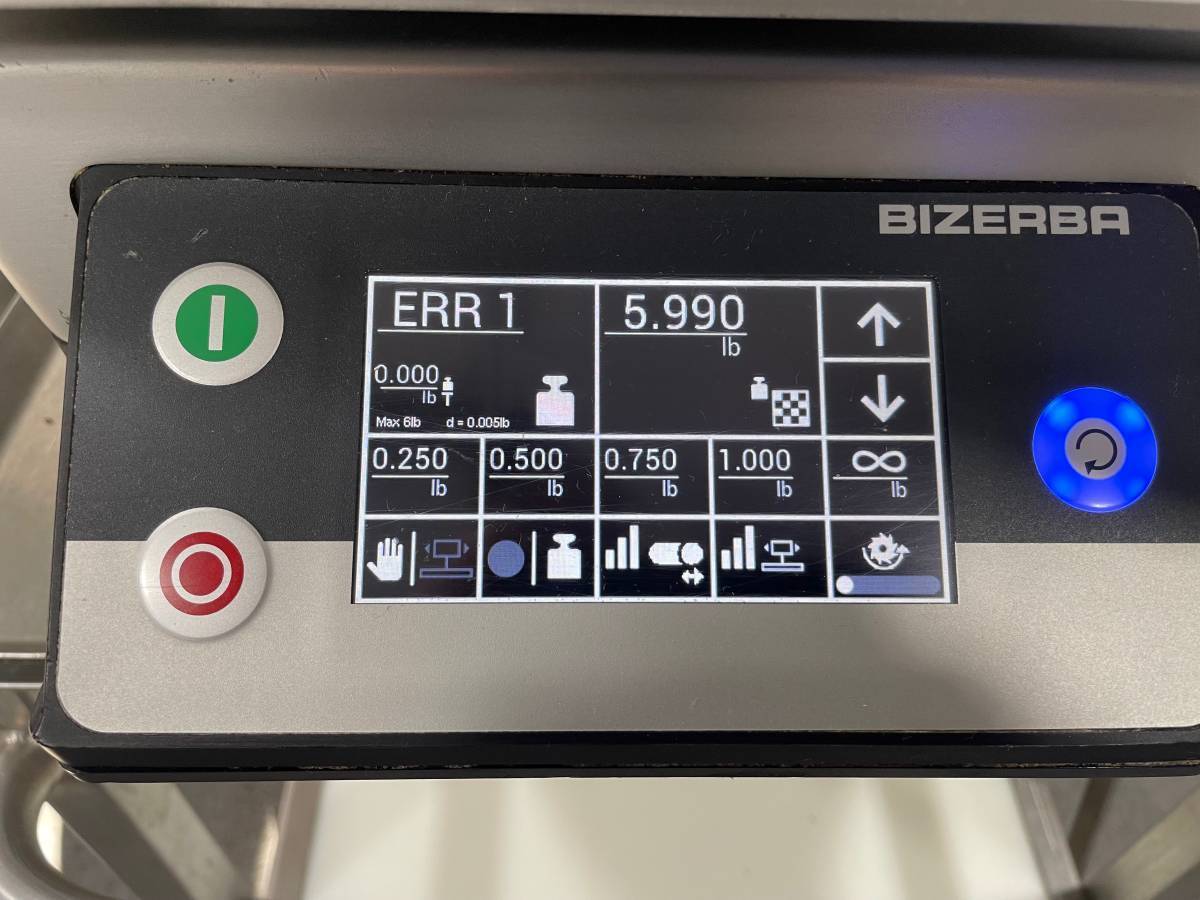 BIZERBA
ERR 1
5.990
lb
0.000
lb T
Max 6lb d = 0.005lb
0.250 0.500 0.750 1.000 ∞
lb lb lb lb lb